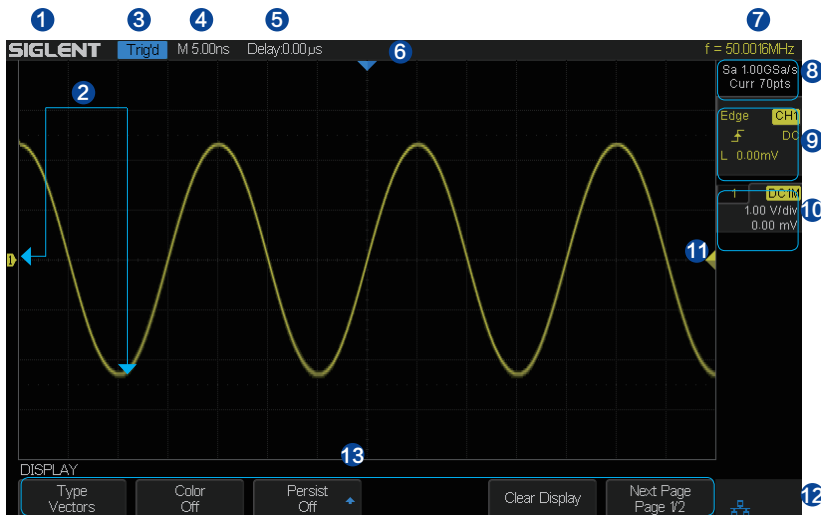 1 3 4 5 7
SIGLENT Trig'd M 5.00ns Delay:0.00µs 6 f = 50.0016MHz
Sa 1.00GSa/s 8
Curr 70pts
2
Edge CH1
DC 9
L 0.00mV
1 DC1M
1.00 V/div 10
0.00 mV
11
1
13
DISPLAY
Type Color Persist Clear Display Next Page 12
Vectors Off Off Page 1/2